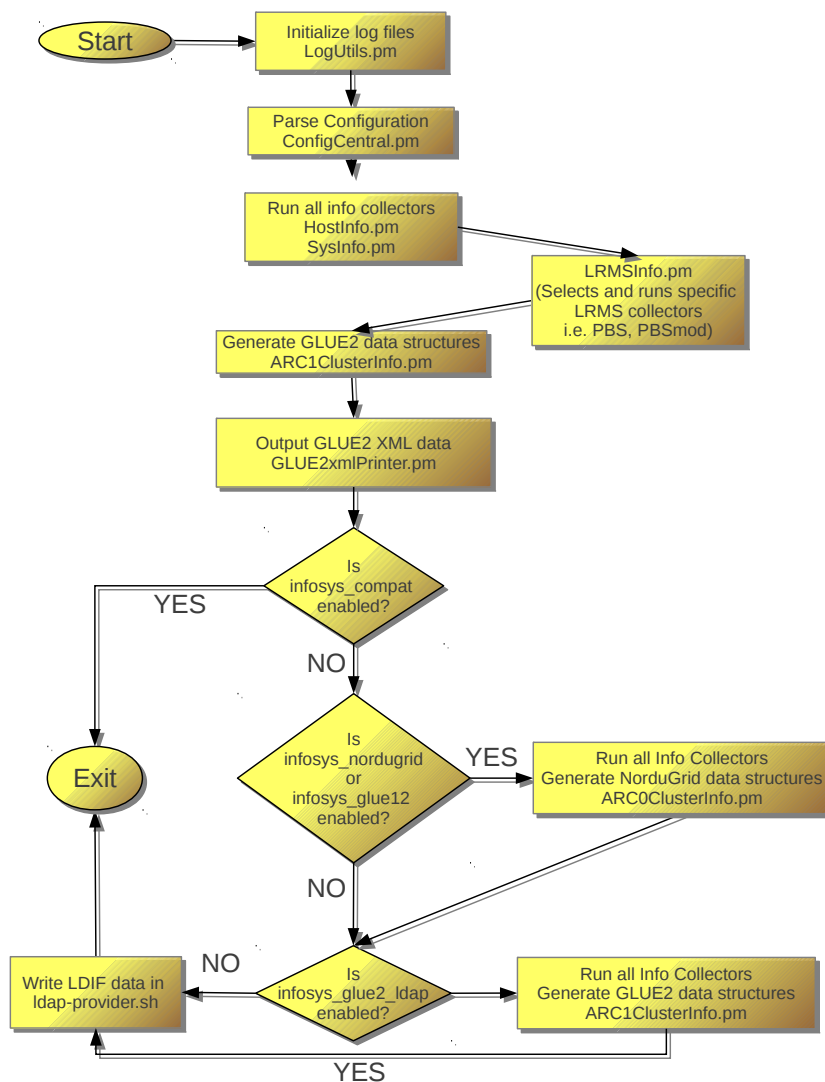 Start
Initialize log files
LogUtils.pm
Parse Configuration
ConfigCentral.pm
Run all info collectors
HostInfo.pm
SysInfo.pm
LRMSInfo.pm
(Selects and runs specific
LRMS collectors
i.e. PBS, PBSmod)
Generate GLUE2 data structures
ARC1ClusterInfo.pm
Output GLUE2 XML data
GLUE2xmlPrinter.pm
Is
infosys_compat
enabled?
YES
NO
Is
infosys_nordugrid
or
infosys_glue12
enabled?
YES
Run all Info Collectors
Generate NorduGrid data structures
ARC0ClusterInfo.pm
Exit
NO
Is
infosys_glue2_ldap
enabled?
NO
Write LDIF data in
ldap-provider.sh
Run all Info Collectors
Generate GLUE2 data structures
ARC1ClusterInfo.pm
YES